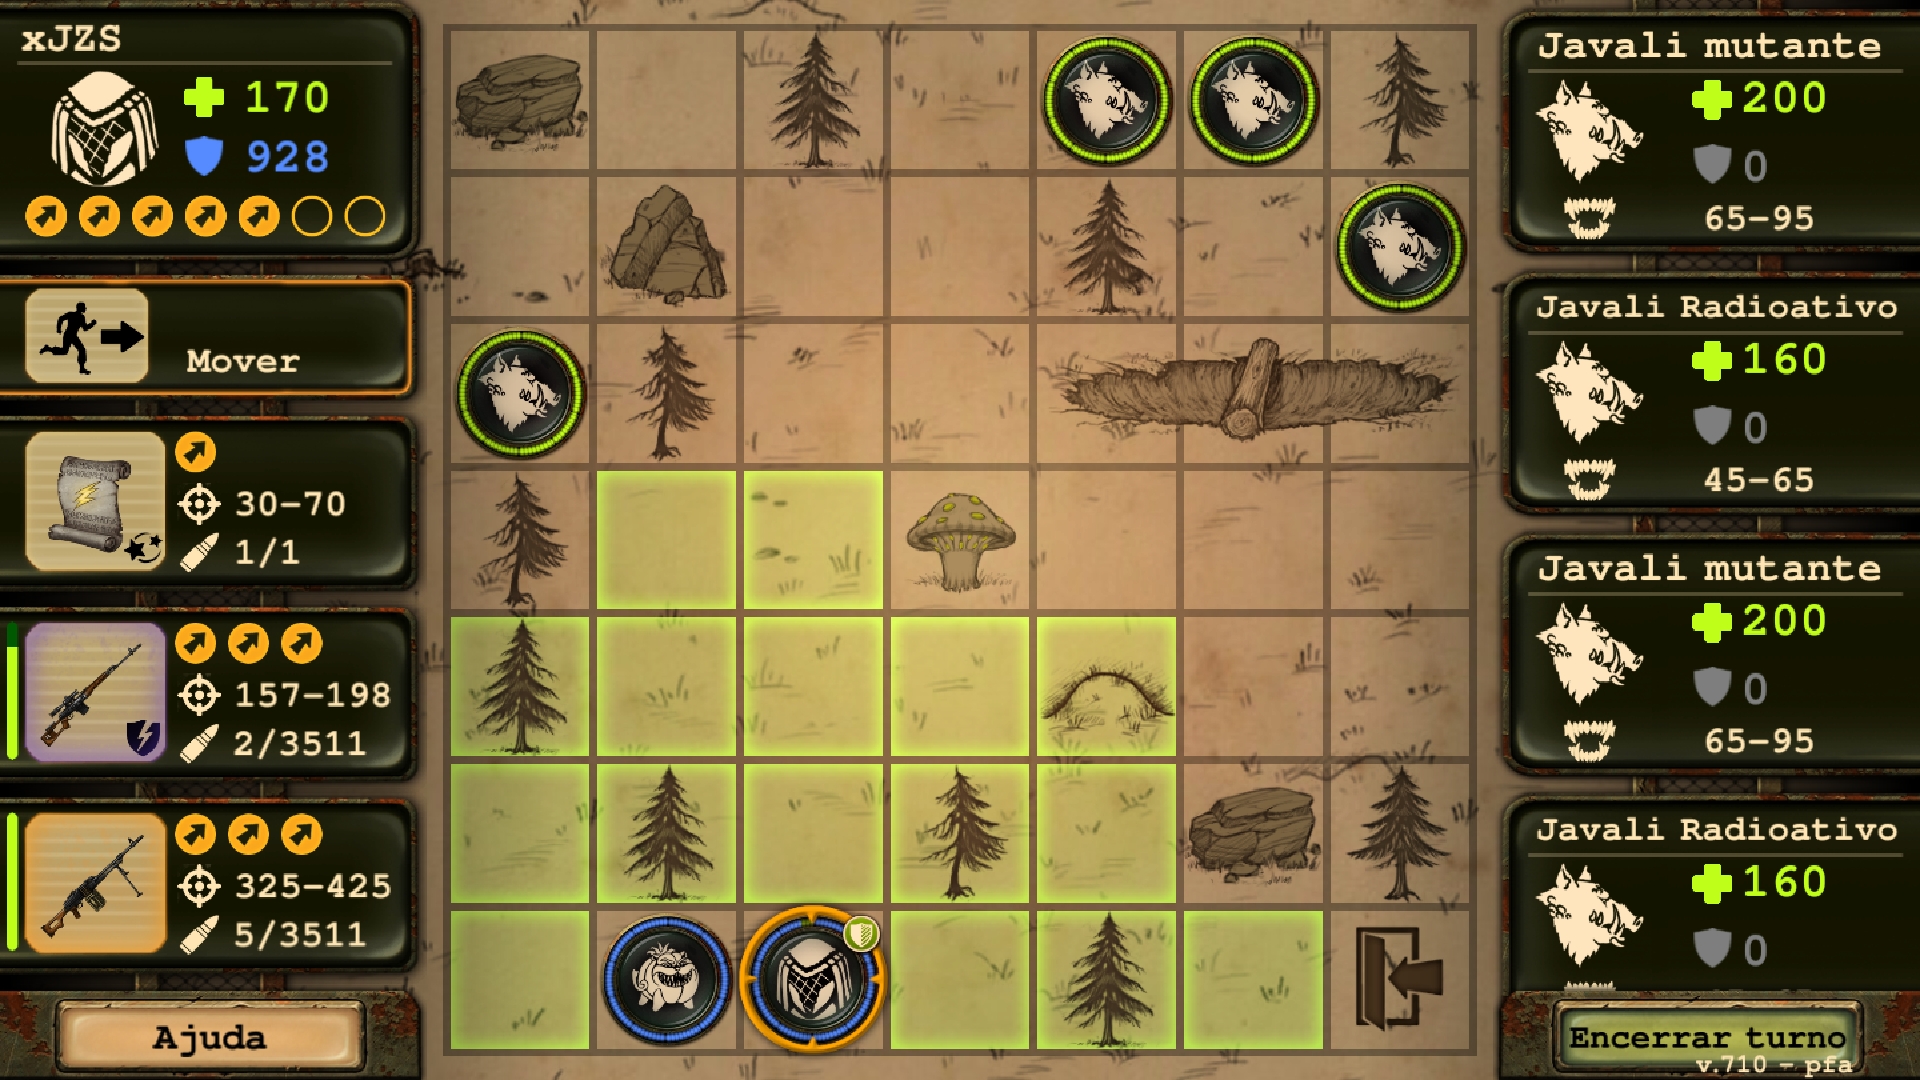 xJZS
170
928
Mover
30-70
1/1
157-198
2/3511
325-425
5/3511
Ajuda
Javali mutante
200
0
65-95
Javali Radioativo
160
0
45-65
Javali mutante
200
0
65-95
Javali Radioativo
160
0
Encerrar turno
v.710 - pfa